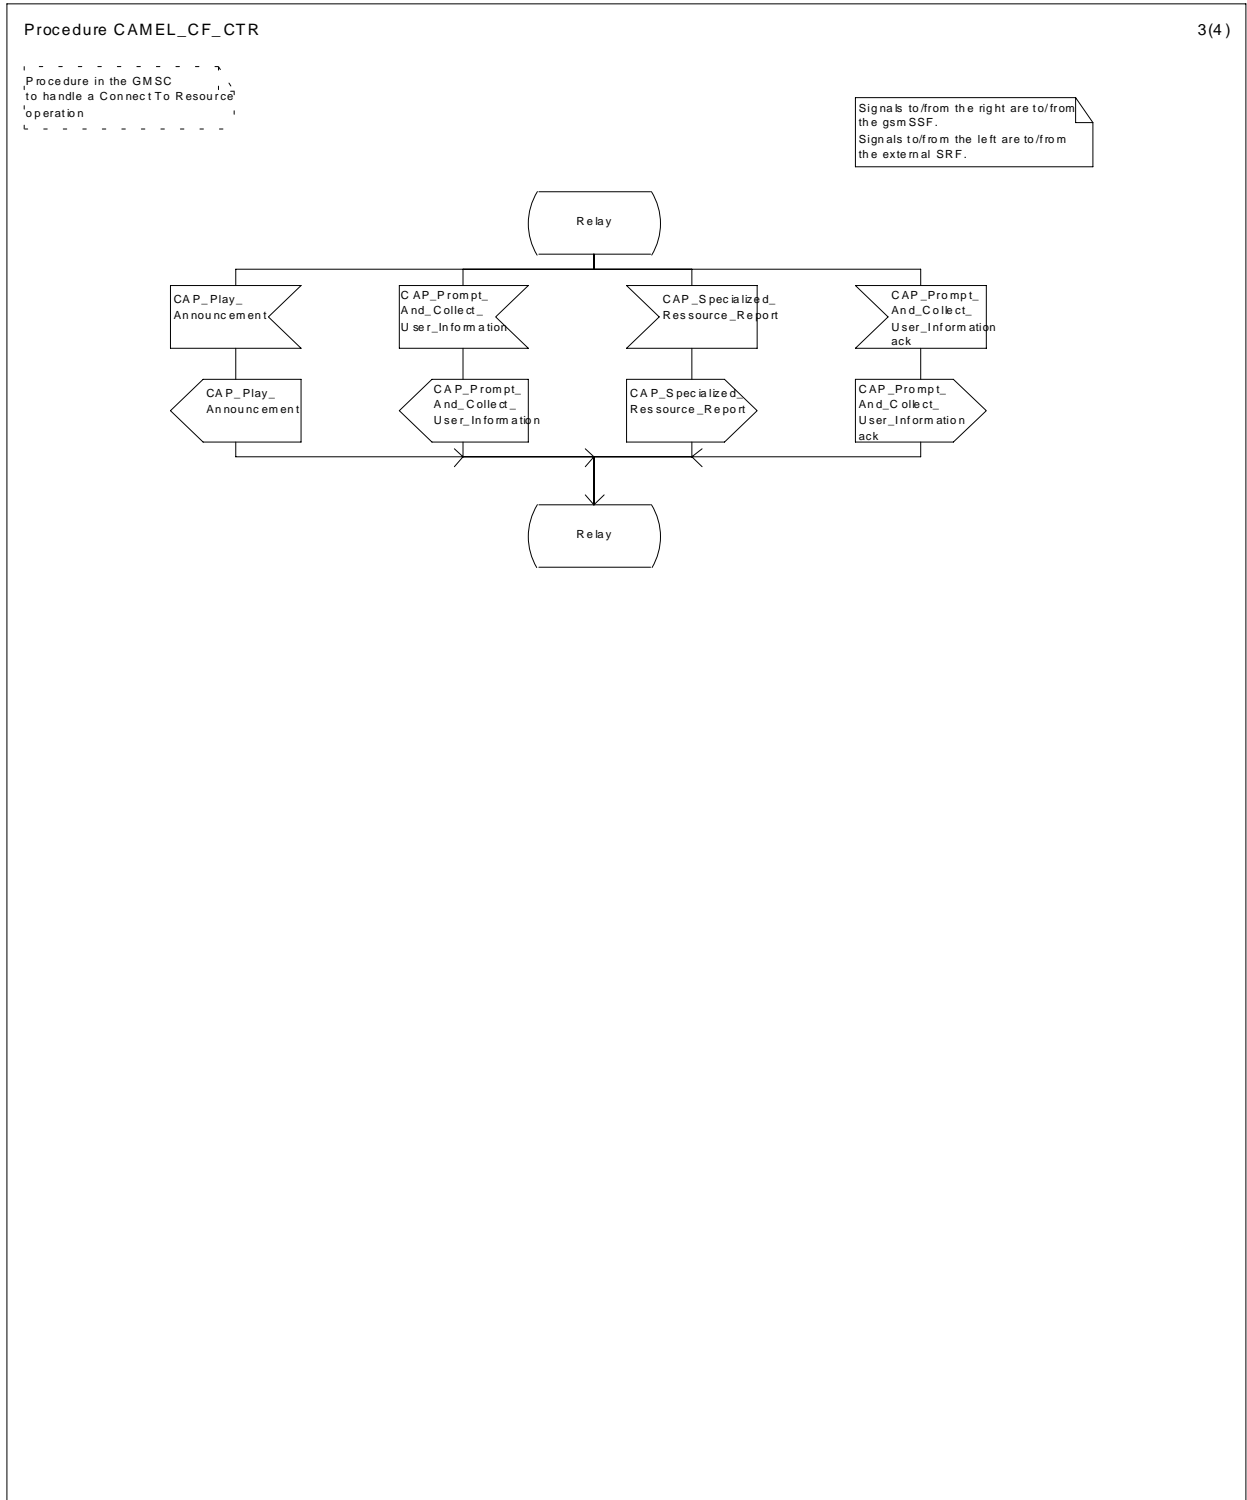 Procedure CAMEL_CF_CTR
3(4)
Procedure in the GMSC
to handle a Connect To Resource
operation
Signals to/from the right are to/from
the gsmSSF.
Signals to/from the left are to/from
the external SRF.
Relay
CAP_Play_
Announcement
CAP_Prompt_
And_Collect_
User_Information
CAP_Specialized_
Ressource_Report
CAP_Prompt_
And_Collect_
User_Information
ack
CAP_Play_
Announcement
CAP_Prompt_
And_Collect_
User_Information
CAP_Specialized_
Ressource_Report
CAP_Prompt_
And_Collect_
User_Information
ack
Relay